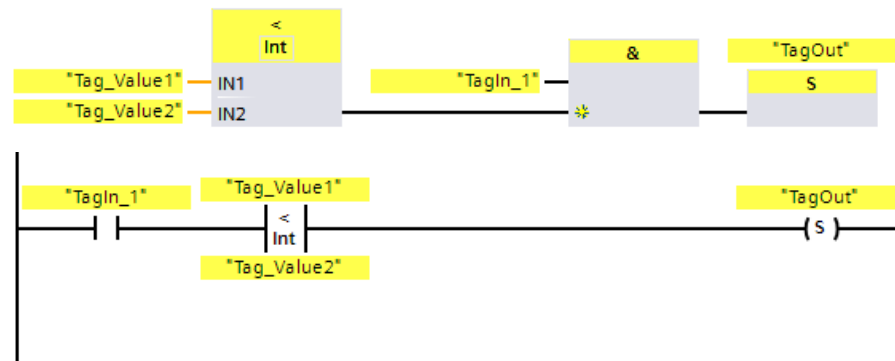 <
Int
"Tag_Value1" IN1
"Tag_Value2" IN2
"TagIn_1"
&
"TagOut"
S
"TagIn_1"
"Tag_Value1"
<
Int
"Tag_Value2"
"TagOut"
S